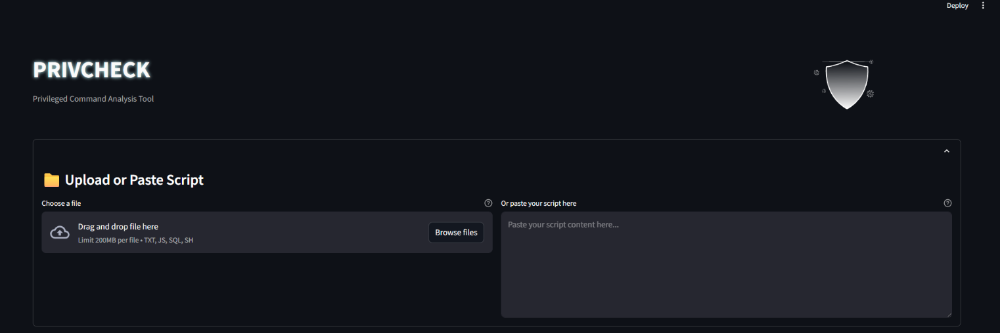 Deploy
PRIVCHECK
Privileged Command Analysis Tool
Upload or Paste Script
Choose a file
Or paste your script here
Drag and drop file here
Limit 200MB per file • TXT, JS, SQL, SH
Browse files
Paste your script content here...